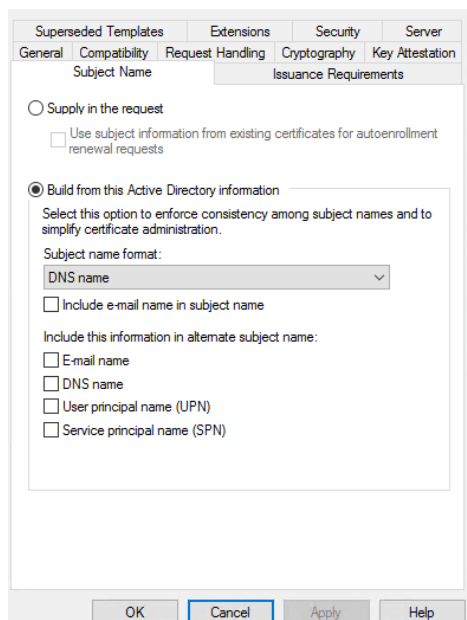 Superseded Templates Extensions Security Server
General Compatibility Request Handling Cryptography Key Attestation
Subject Name Issuance Requirements
Supply in the request
Use subject information from existing certificates for autoenrollment
renewal requests
Build from this Active Directory information
Select this option to enforce consistency among subject names and to
simplify certificate administration.
Subject name format:
DNS name
Include e-mail name in subject name
Include this information in alternate subject name:
E-mail name
DNS name
User principal name (UPN)
Service principal name (SPN)
OK Cancel Apply Help